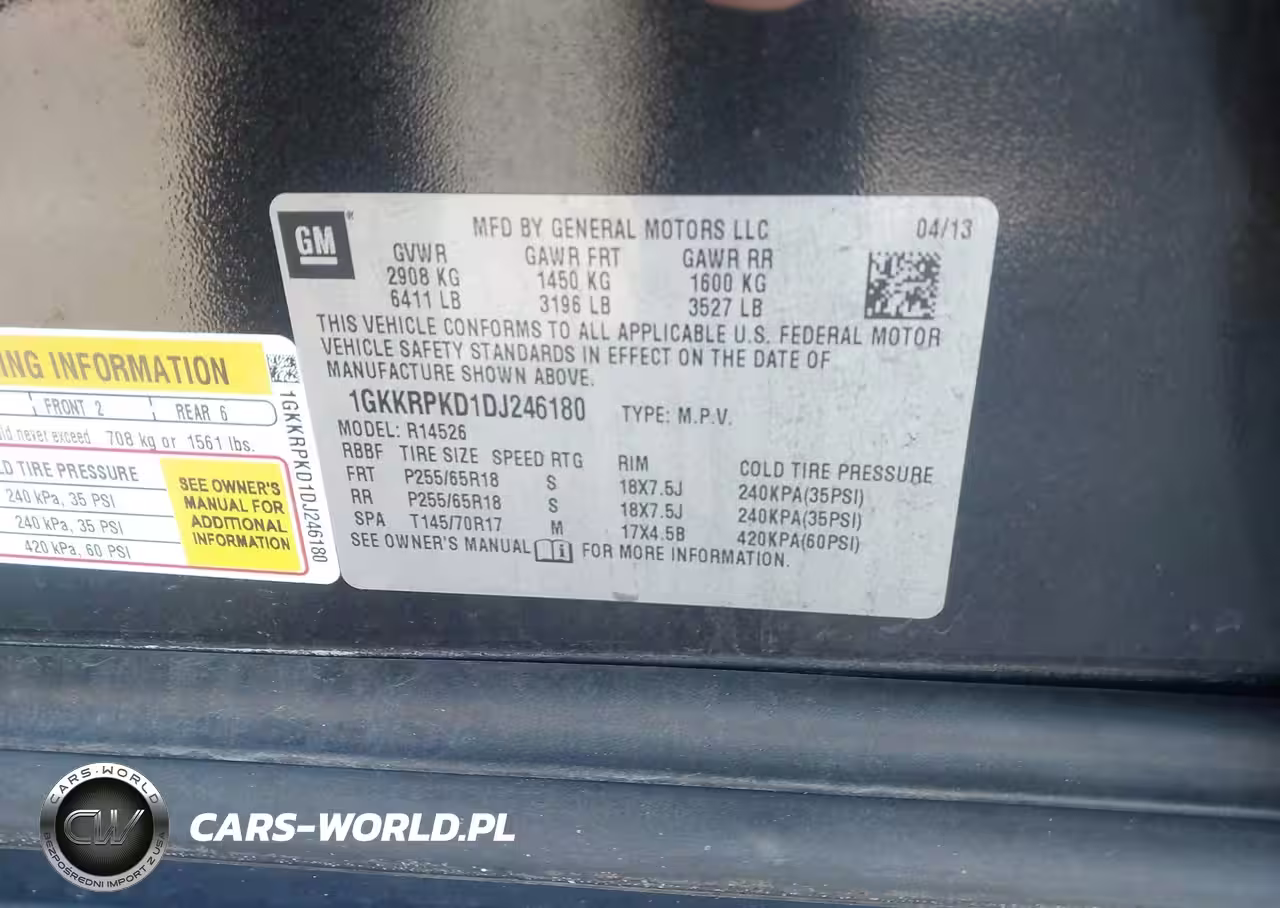 GM
MFD BY GENERAL MOTORS LLC 04/13
GVWR GAWR FRT GAWR RR
2908 KG 1450 KG 1600 KG
6411 LB 3196 LB 3527 LB
THIS VEHICLE CONFORMS TO ALL APPLICABLE U.S. FEDERAL MOTOR
VEHICLE SAFETY STANDARDS IN EFFECT ON THE DATE OF
MANUFACTURE SHOWN ABOVE.
1GKKRPKD1DJ246180 TYPE: M.P.V.
MODEL: R14526
RBBF TIRE SIZE SPEED RTG RIM COLD TIRE PRESSURE
FRT P255/65R18 S 18X7.5J 240KPA(35PSI)
RR P255/65R18 S 18X7.5J 240KPA(35PSI)
SPA T145/70R17 M 17X4.5B 420KPA(60PSI)
SEE OWNER'S MANUAL FOR MORE INFORMATION.
NG INFORMATION
FRONT 2 REAR 6
never exceed 708 kg or 1561 lbs.
LD TIRE PRESSURE
240 kPa, 35 PSI
240 kPa, 35 PSI
420 kPa, 60 PSI
SEE OWNER'S
MANUAL FOR
ADDITIONAL
INFORMATION
1GKKRPKD1DJ246180
CARS-WORLD
CW
BEZPOŚREDNI IMPORT Z USA
CARS-WORLD.PL